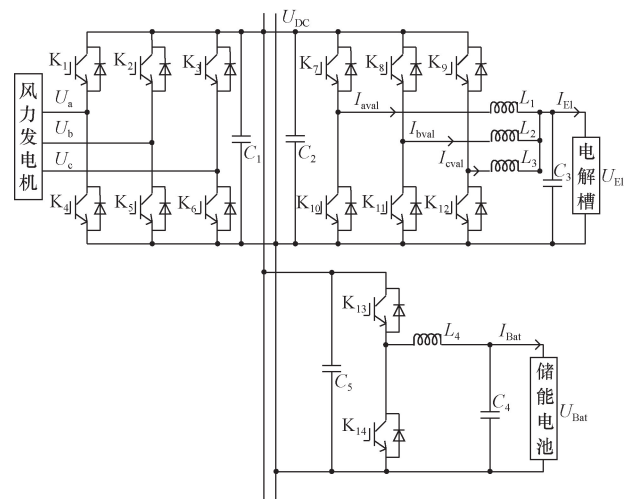 U_DC
K_1
K_2
K_3
K_7
K_8
K_9
风力发电机
U_a
U_b
U_c
C_1
C_2
I_aval
I_bval
I_cval
L_1
L_2
L_3
I_El
C_3
电解槽
U_El
K_4
K_5
K_6
K_10
K_11
K_12
K_13
L_4
I_Bat
C_5
C_4
储能电池
U_Bat
K_14